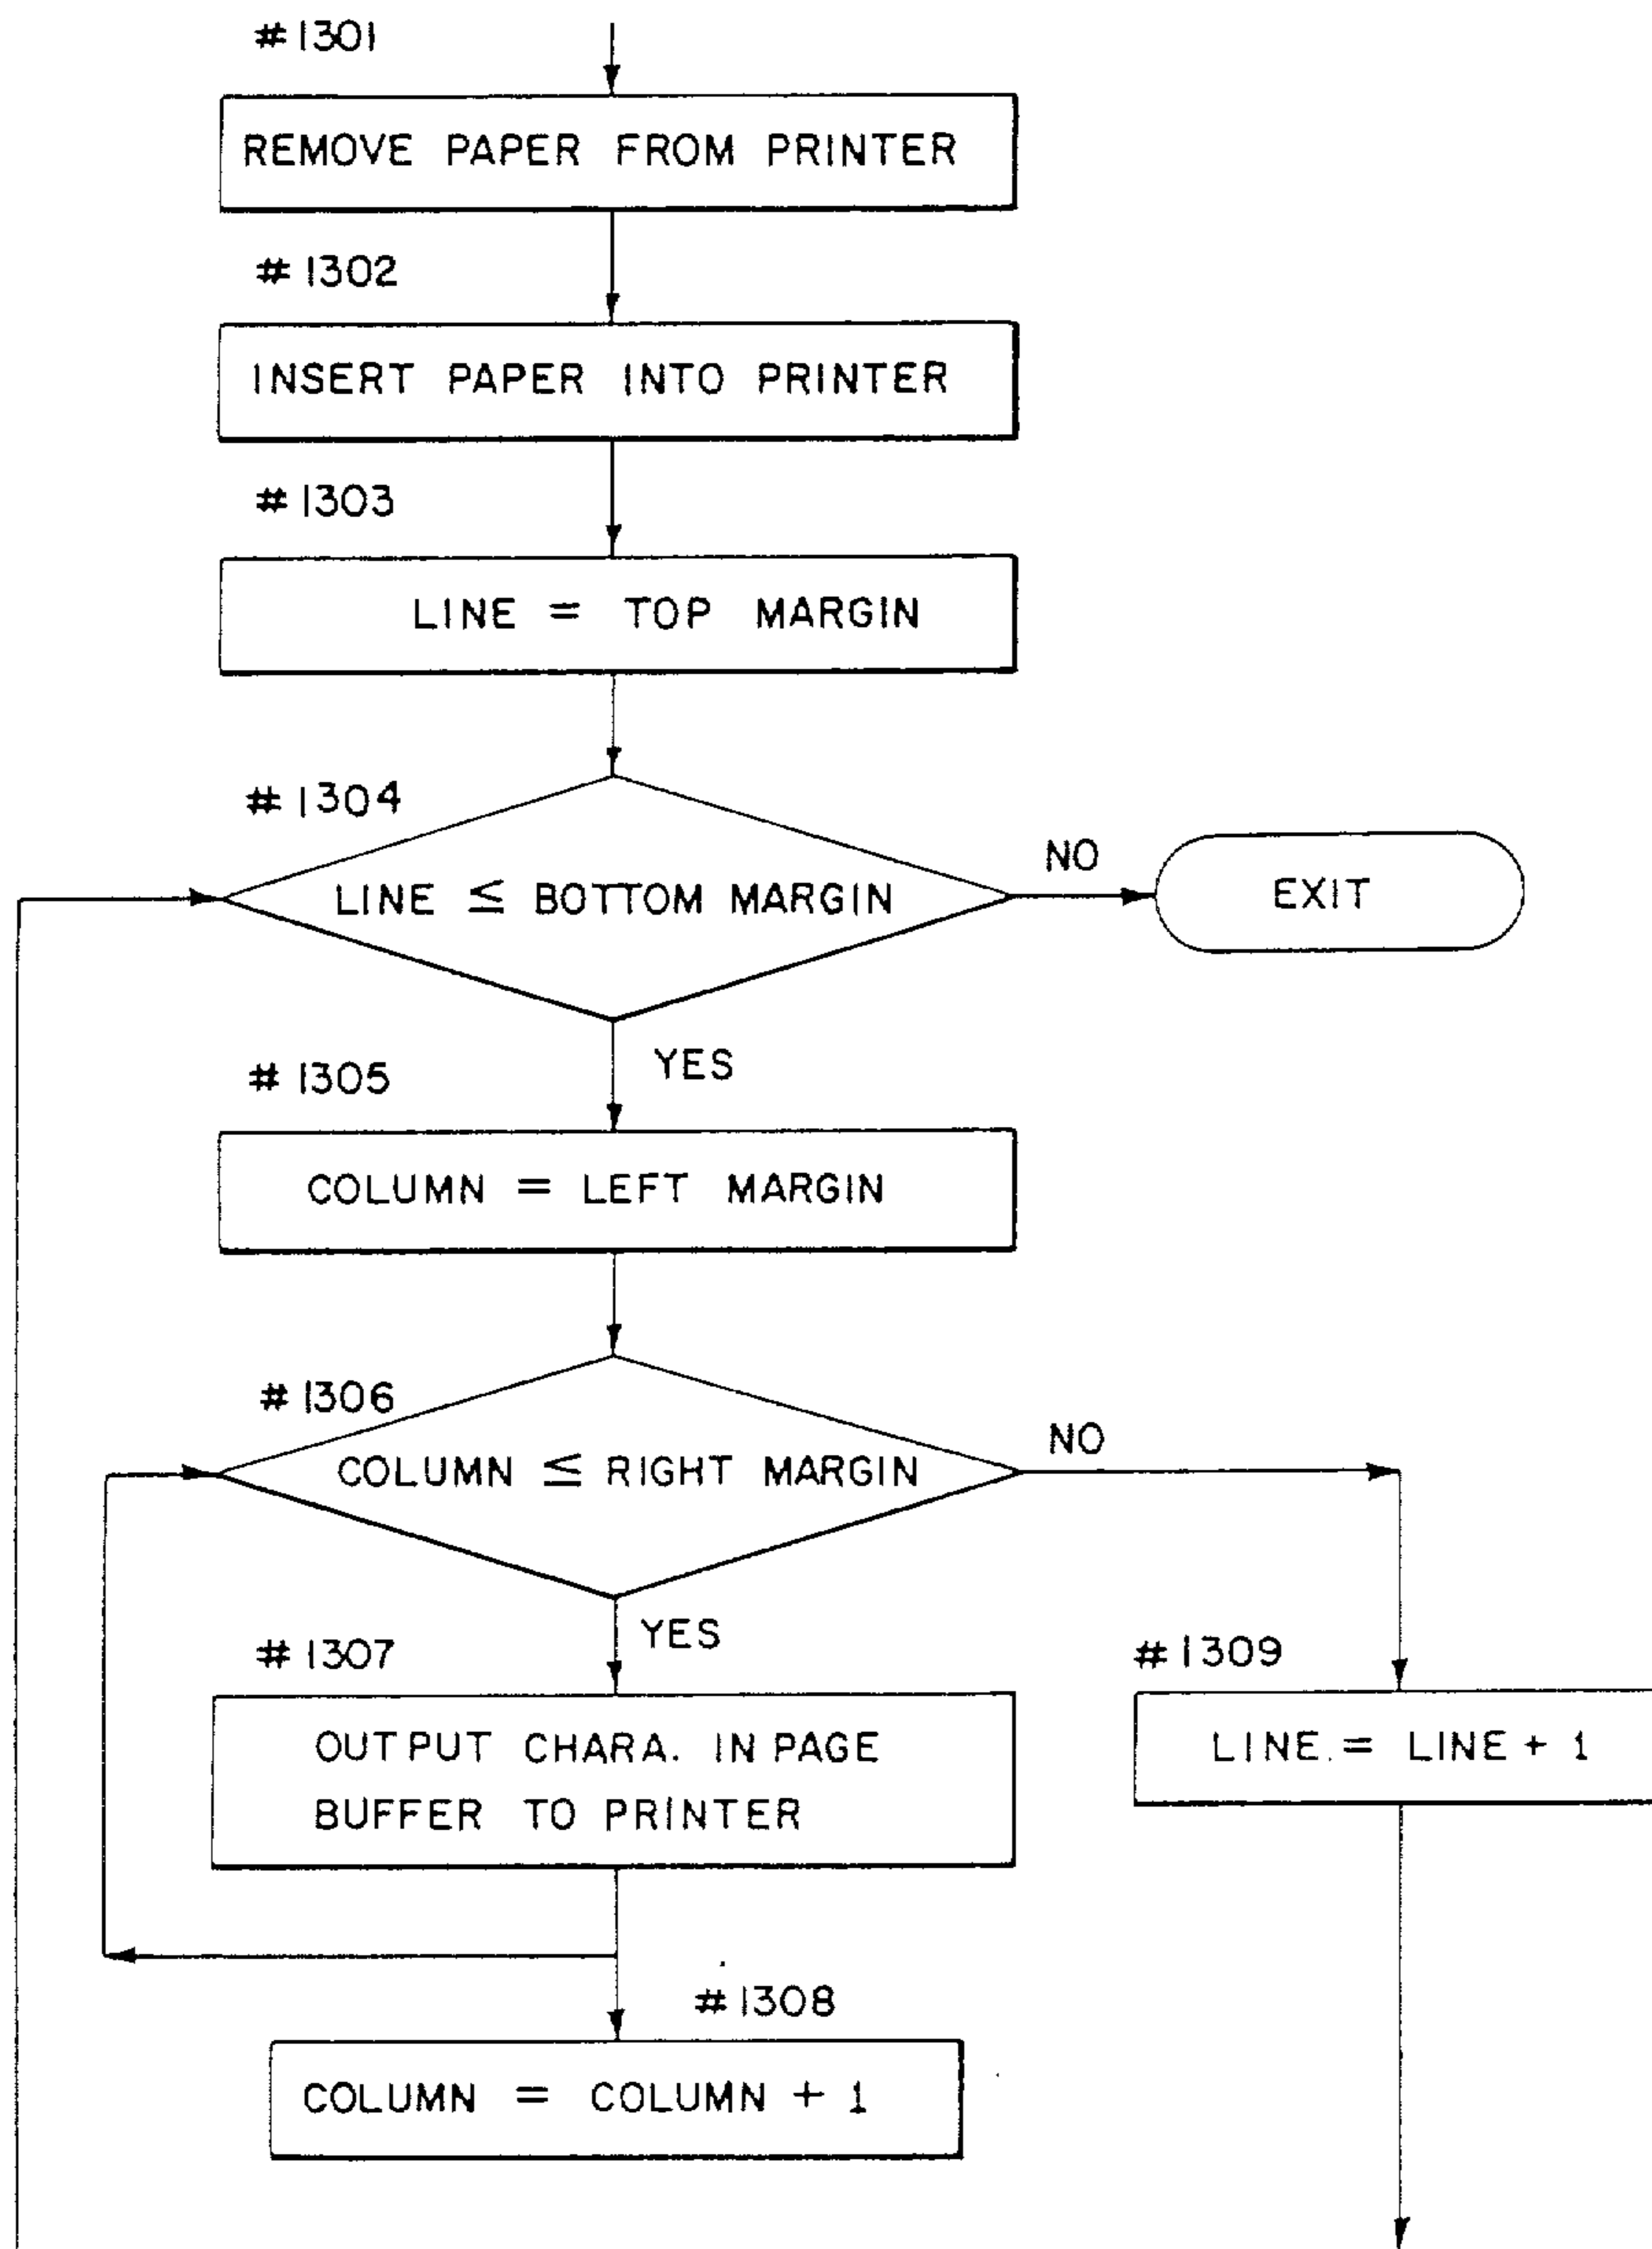 #1301
REMOVE PAPER FROM PRINTER
#1302
INSERT PAPER INTO PRINTER
#1303
LINE = TOP MARGIN
#1304
LINE ≤ BOTTOM MARGIN
NO
EXIT
YES
#1305
COLUMN = LEFT MARGIN
#1306
COLUMN ≤ RIGHT MARGIN
NO
YES
#1307
OUTPUT CHARA. IN PAGE
BUFFER TO PRINTER
#1309
LINE = LINE + 1
#1308
COLUMN = COLUMN + 1